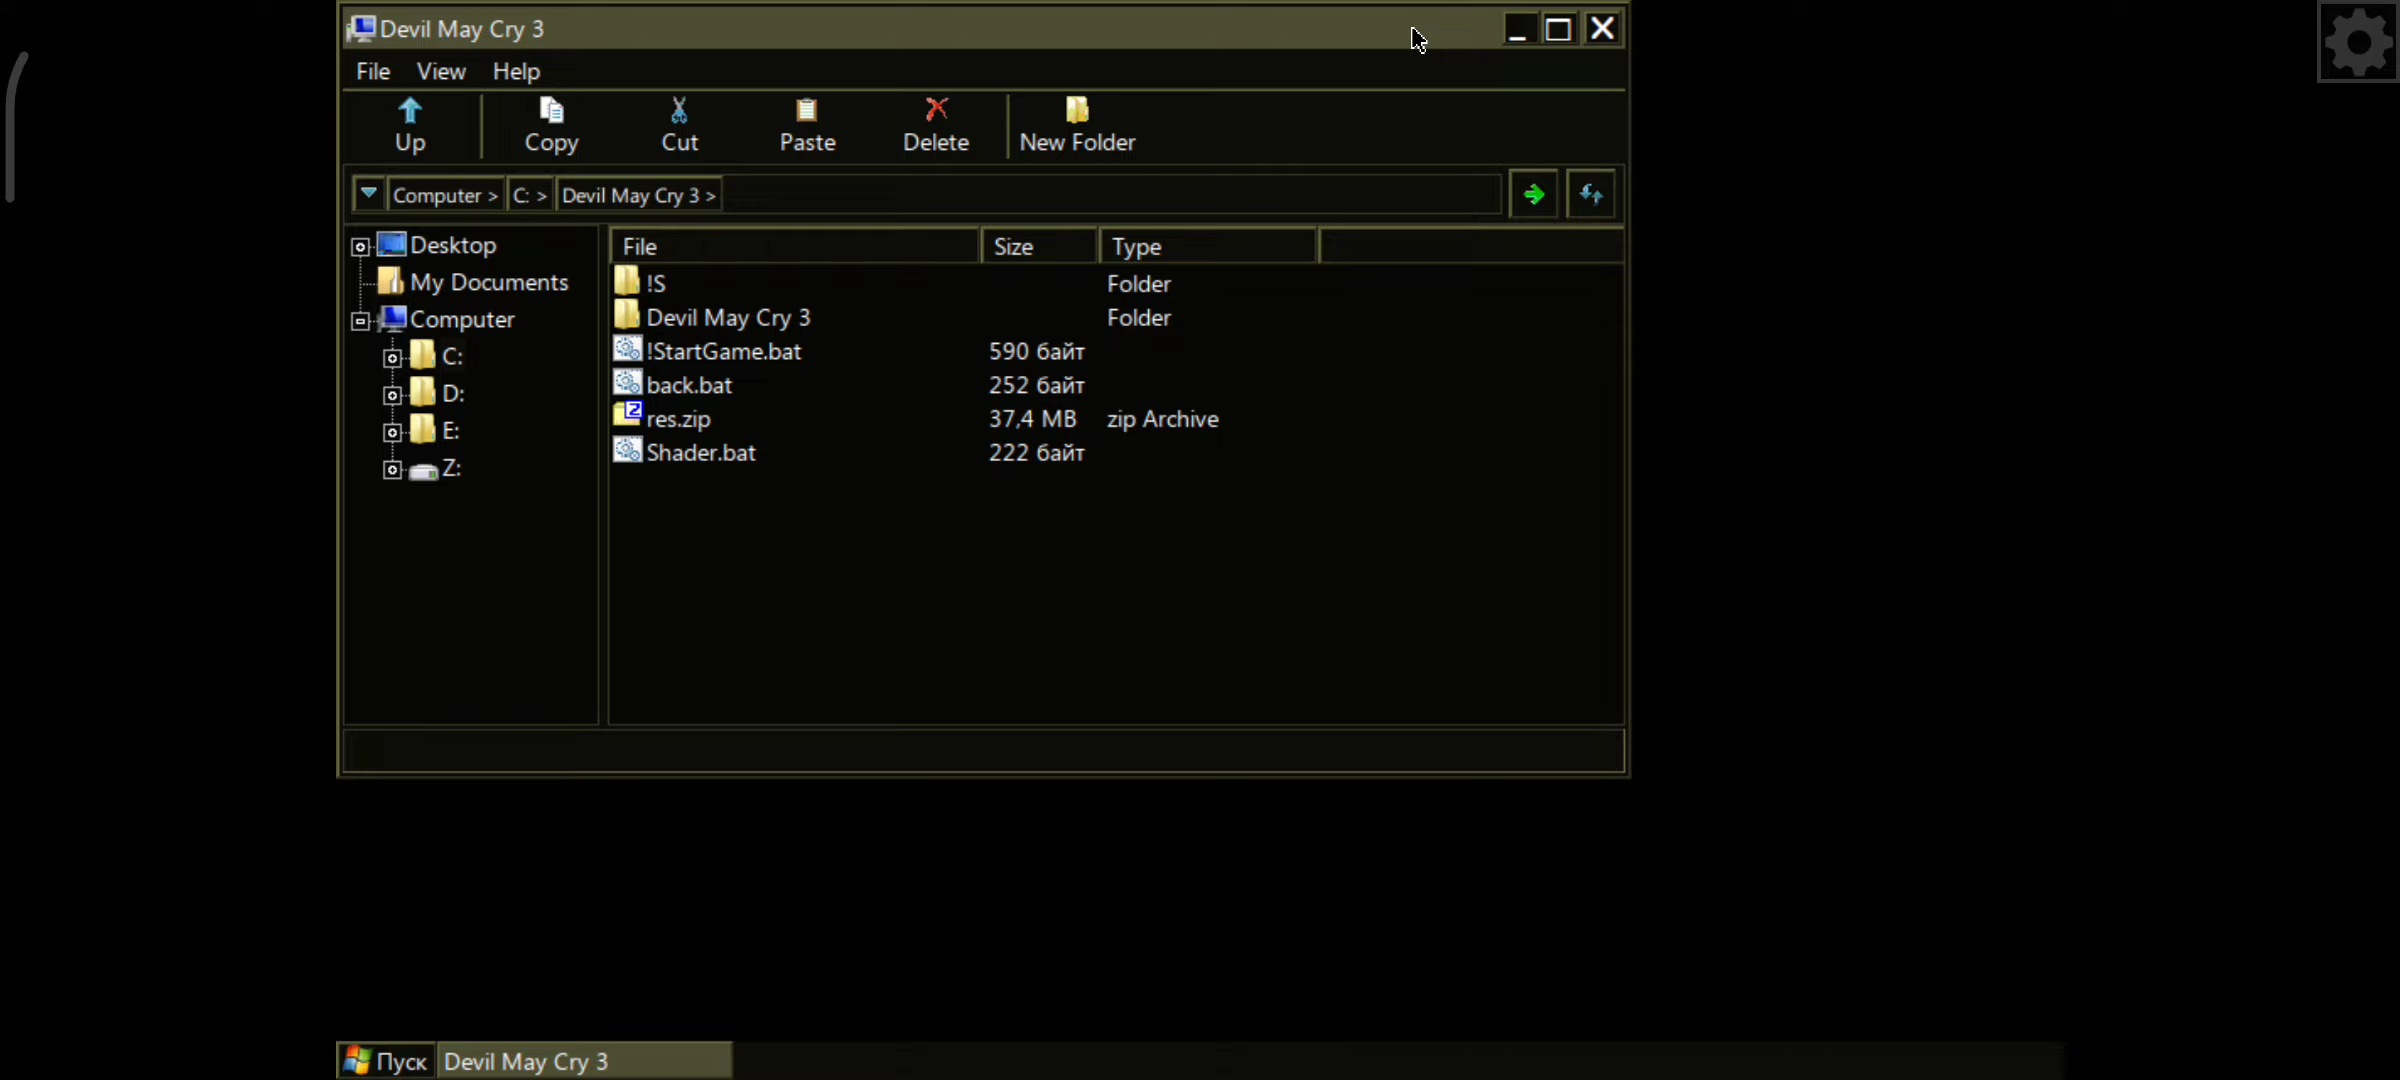 Devil May Cry 3
File View Help
Up Copy Cut Paste Delete New Folder
Computer > C: > Devil May Cry 3 >
Desktop
My Documents
Computer
C:
D:
E:
Z:
File Size Type
!S Folder
Devil May Cry 3 Folder
!StartGame.bat 590 байт
back.bat 252 байт
res.zip 37,4 MB zip Archive
Shader.bat 222 байт
Пуск Devil May Cry 3